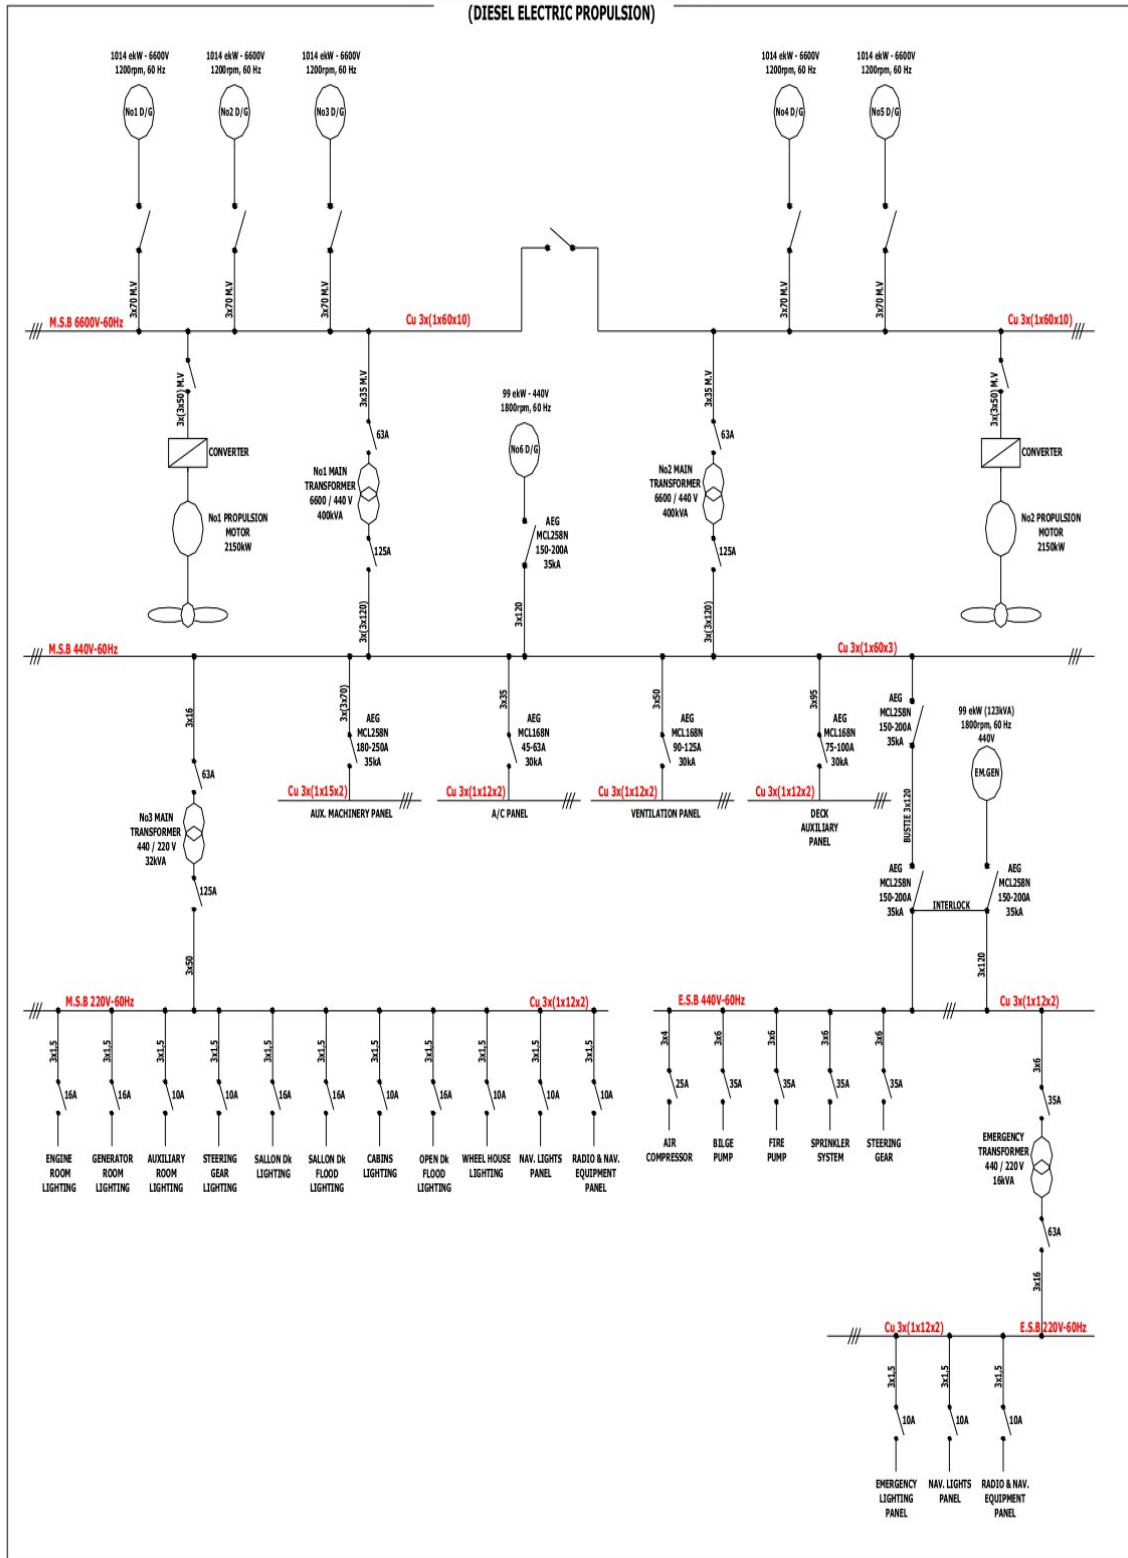 (DIESEL ELECTRIC PROPULSION)
1014 ekW - 6600V
1200rpm, 60 Hz
No1 D/G
1014 ekW - 6600V
1200rpm, 60 Hz
No2 D/G
1014 ekW - 6600V
1200rpm, 60 Hz
No3 D/G
1014 ekW - 6600V
1200rpm, 60 Hz
No4 D/G
1014 ekW - 6600V
1200rpm, 60 Hz
No5 D/G
3x70 M.V
3x70 M.V
3x70 M.V
3x70 M.V
3x70 M.V
M.S.B 6600V-60Hz
Cu 3x(1x60x10)
Cu 3x(1x60x10)
3x(3x50) M.V
CONVERTER
No1 PROPULSION
MOTOR
2150kW
3x35 M.V
63A
No1 MAIN
TRANSFORMER
6600 / 440 V
400kVA
125A
3x(3x120)
99 ekW - 440V
1800rpm, 60 Hz
No6 D/G
AEG
MCL258N
150-200A
35kA
3x120
3x35 M.V
63A
No2 MAIN
TRANSFORMER
6600 / 440 V
400kVA
125A
3x(3x120)
3x(3x50) M.V
CONVERTER
No2 PROPULSION
MOTOR
2150kW
M.S.B 440V-60Hz
Cu 3x(1x60x3)
3x16
63A
No3 MAIN
TRANSFORMER
440 / 220 V
32kVA
125A
3x50
3x(3x70)
AEG
MCL258N
180-250A
35kA
Cu 3x(1x15x2)
AUX. MACHINERY PANEL
3x35
AEG
MCL168N
45-63A
30kA
Cu 3x(1x12x2)
A/C PANEL
3x50
AEG
MCL168N
90-125A
30kA
Cu 3x(1x12x2)
VENTILATION PANEL
3x95
AEG
MCL168N
75-100A
30kA
Cu 3x(1x12x2)
DECK
AUXILIARY
PANEL
AEG
MCL258N
150-200A
35kA
BUSTIE 3x120
AEG
MCL258N
150-200A
35kA
INTERLOCK
99 ekW (123kVA)
1800rpm, 60 Hz
440V
EM.GEN
AEG
MCL258N
150-200A
35kA
3x120
M.S.B 220V-60Hz
Cu 3x(1x12x2)
3x1,5
16A
ENGINE
ROOM
LIGHTING
3x1,5
16A
GENERATOR
ROOM
LIGHTING
3x1,5
10A
AUXILIARY
ROOM
LIGHTING
3x1,5
10A
STEERING
GEAR
LIGHTING
3x1,5
16A
SALLON Dk
LIGHTING
3x1,5
16A
SALLON Dk
FLOOD
LIGHTING
3x1,5
10A
CABINS
LIGHTING
3x1,5
16A
OPEN Dk
FLOOD
LIGHTING
3x1,5
10A
WHEEL HOUSE
LIGHTING
3x1,5
10A
NAV. LIGHTS
PANEL
3x1,5
10A
RADIO & NAV.
EQUIPMENT
PANEL
E.S.B 440V-60Hz
Cu 3x(1x12x2)
3x4
25A
AIR
COMPRESSOR
3x6
35A
BILGE
PUMP
3x6
35A
FIRE
PUMP
3x6
35A
SPRINKLER
SYSTEM
3x6
35A
STEERING
GEAR
3x6
35A
EMERGENCY
TRANSFORMER
440 / 220 V
16kVA
63A
3x16
Cu 3x(1x12x2)
E.S.B 220V-60Hz
3x1,5
10A
EMERGENCY
LIGHTING
PANEL
3x1,5
10A
NAV. LIGHTS
PANEL
3x1,5
10A
RADIO & NAV.
EQUIPMENT
PANEL